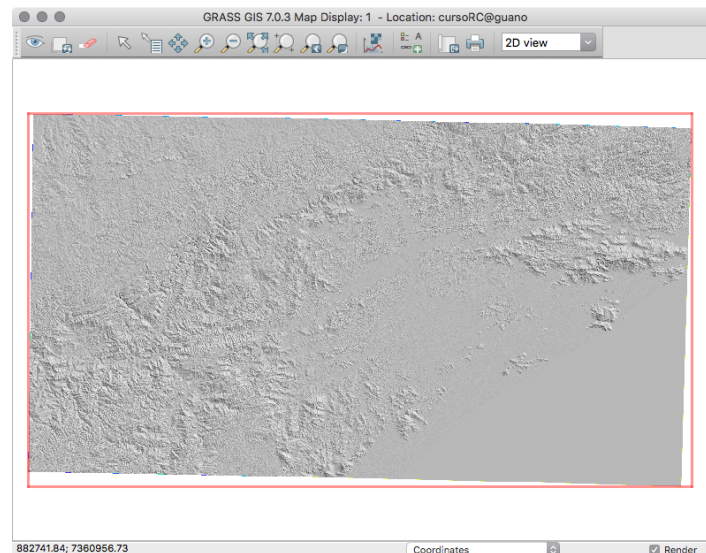 GRASS GIS 7.0.3 Map Display: 1 - Location: cursoRC@guano
2D view
882741.84; 7360956.73 Coordinates Render